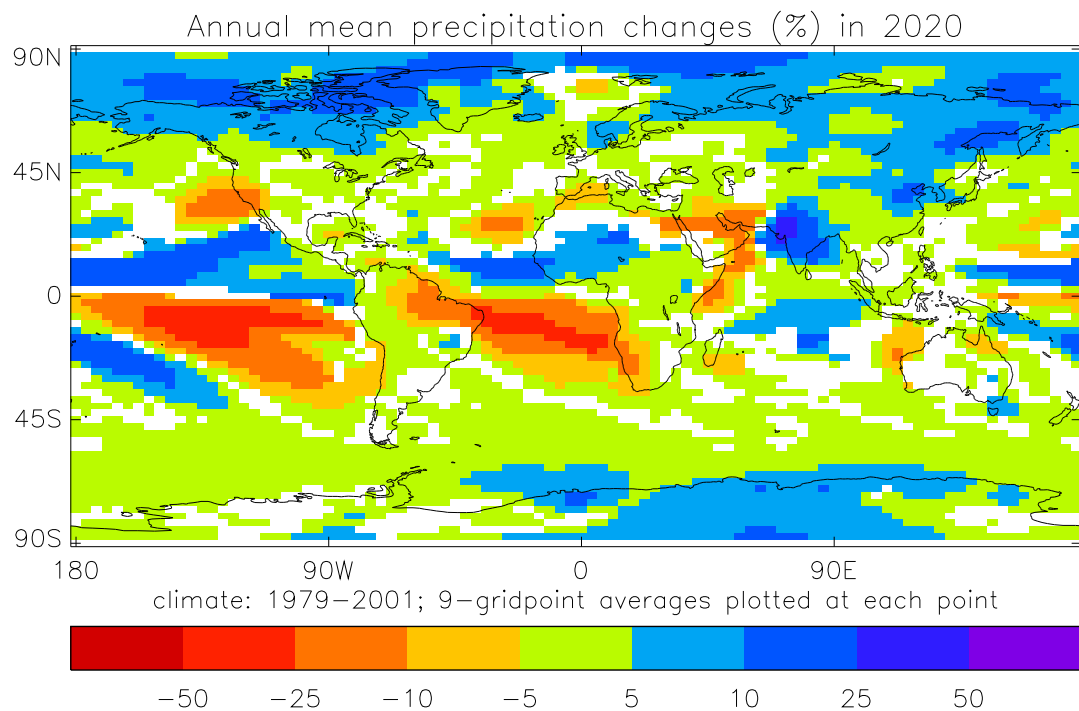 Annual mean precipitation changes (%) in 2020
90N
45N
0
45S
90S
180 90W 0 90E
climate: 1979−2001; 9−gridpoint averages plotted at each point
−50 −25 −10 −5 5 10 25 50